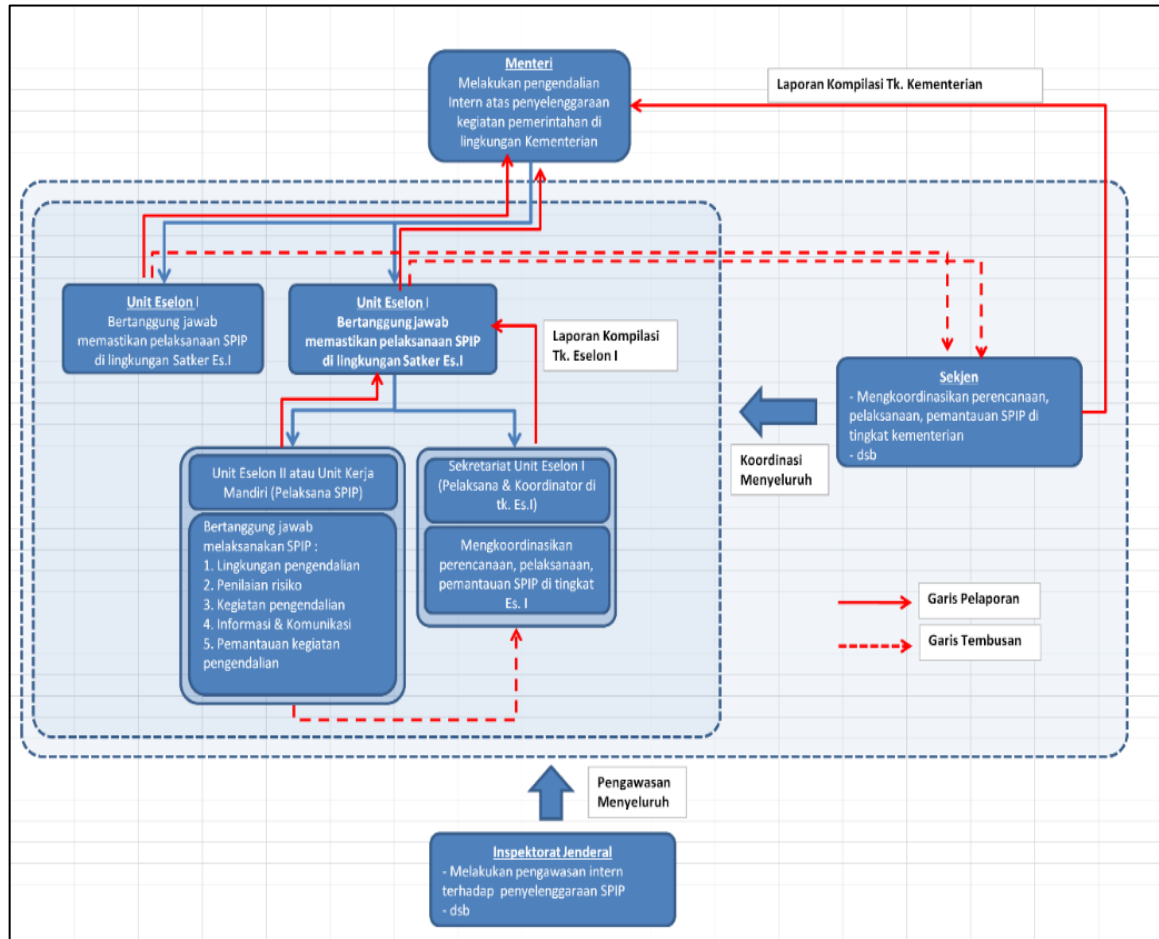 Menteri
Melakukan pengendalian
Intern atas penyelenggaraan
kegiatan pemerintahan di
lingkungan Kementerian
Laporan Kompilasi Tk. Kementerian
Unit Eselon I
Bertanggung jawab
memastikan pelaksanaan SPIP
di lingkungan Satker Es.I
Unit Eselon I
Bertanggung jawab
memastikan pelaksanaan SPIP
di lingkungan Satker Es.I
Laporan Kompilasi
Tk. Eselon I
Sekjen
- Mengkoordinasikan perencanaan,
pelaksanaan, pemantauan SPIP di
tingkat kementerian
- dsb
Koordinasi
Menyeluruh
Unit Eselon II atau Unit Kerja
Mandiri (Pelaksana SPIP)
Bertanggung jawab
melaksanakan SPIP :
1. Lingkungan pengendalian
2. Penilaian risiko
3. Kegiatan pengendalian
4. Informasi & Komunikasi
5. Pemantauan kegiatan
pengendalian
Sekretariat Unit Eselon I
(Pelaksana & Koordinator di
tk. Es.I)
Mengkoordinasikan
perencanaan, pelaksanaan,
pemantauan SPIP di tingkat
Es. I
Garis Pelaporan
Garis Tembusan
Pengawasan
Menyeluruh
Inspektorat Jenderal
- Melakukan pengawasan intern
terhadap penyelenggaraan SPIP
- dsb